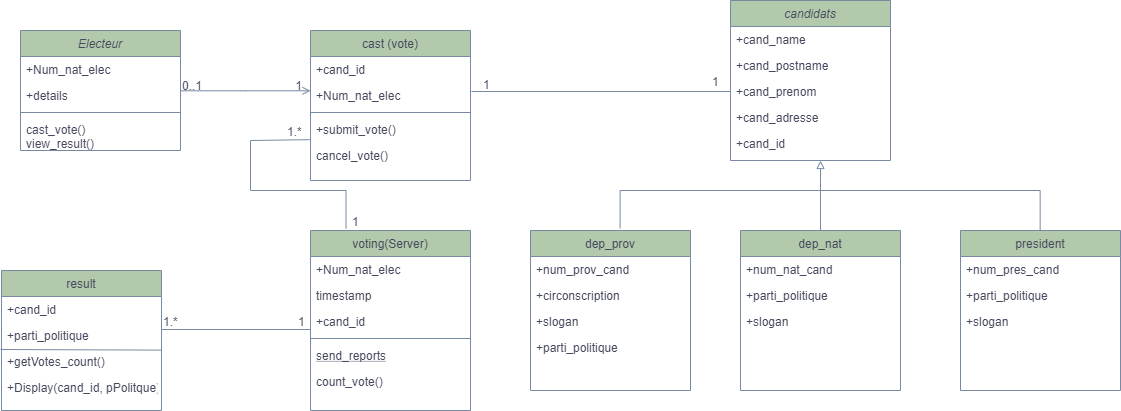 Electeur
+Num_nat_elec
+details
cast_vote()
view_result()
0..1
1
cast (vote)
+cand_id
+Num_nat_elec
+submit_vote()
cancel_vote()
1
1
candidats
+cand_name
+cand_postname
+cand_prenom
+cand_adresse
+cand_id
1.*
1
voting(Server)
+Num_nat_elec
timestamp
+cand_id
send_reports
count_vote()
1.*
1
result
+cand_id
+parti_politique
+getVotes_count()
+Display(cand_id, pPolitque)
dep_prov
+num_prov_cand
+circonscription
+slogan
+parti_politique
dep_nat
+num_nat_cand
+parti_politique
+slogan
president
+num_pres_cand
+parti_politique
+slogan